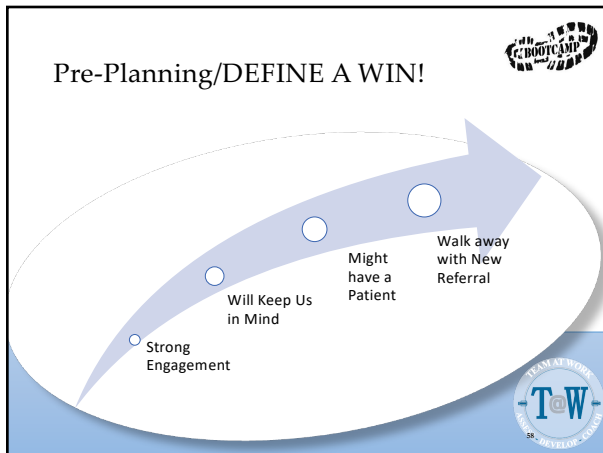 Pre-Planning/DEFINE A WIN!
BOOTCAMP
Walk away
with New
Referral
Might
have a
Patient
Will Keep Us
in Mind
Strong
Engagement
TEAM AT WORK
T@W
ASSESS . DEVELOP . COACH
58